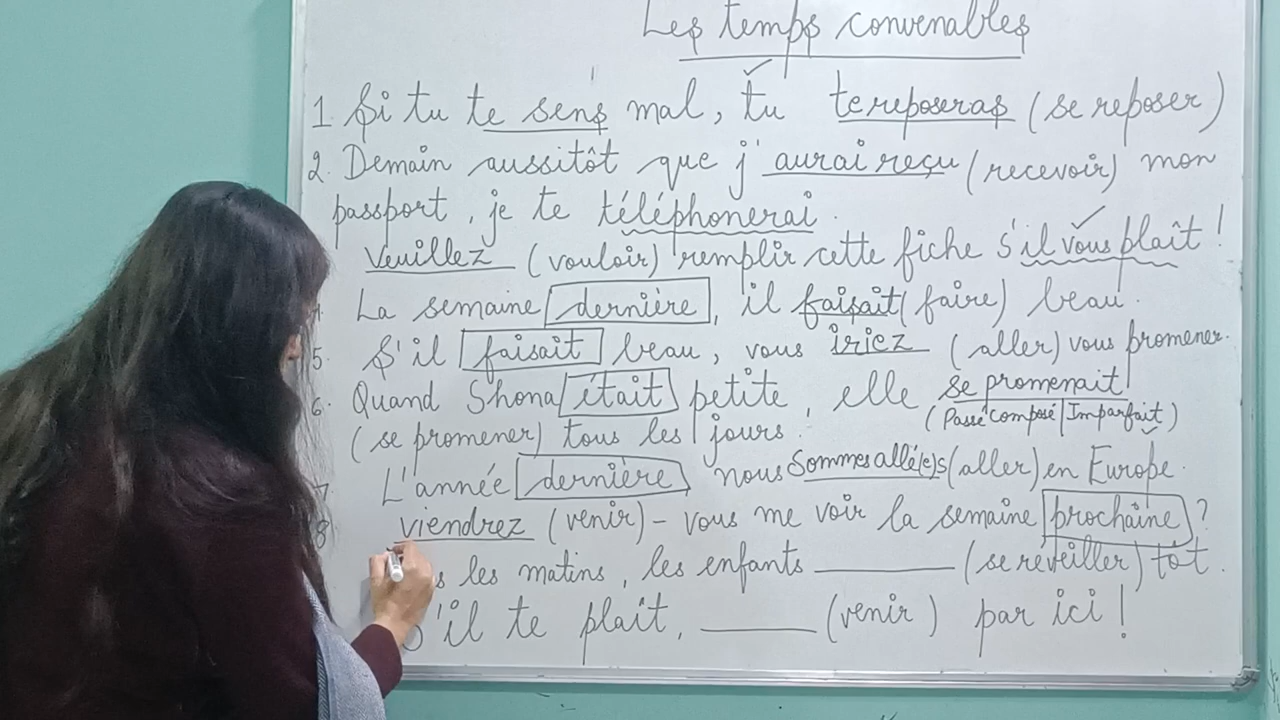 Les temps convenables
1. Si tu te sens mal, tu te reposeras (se reposer)
2. Demain aussitôt que j'aurai reçu (recevoir) mon
passport, je te téléphonerai.
Veuillez (vouloir) remplir cette fiche s'il vous plaît!
La semaine dernière, il faisait (faire) beau.
5. S'il faisait beau, vous iriez (aller) vous promener.
6. Quand Shona était petite, elle se promenait
(Passé composé | Imparfait)
(se promener) tous les jours.
7. L'année dernière nous sommes allé(e)s (aller) en Europe.
8 viendrez (venir) - vous me voir la semaine prochaine?
les matins, les enfants ______ (se réveiller) tôt.
S'il te plaît, ______ (venir) par ici!